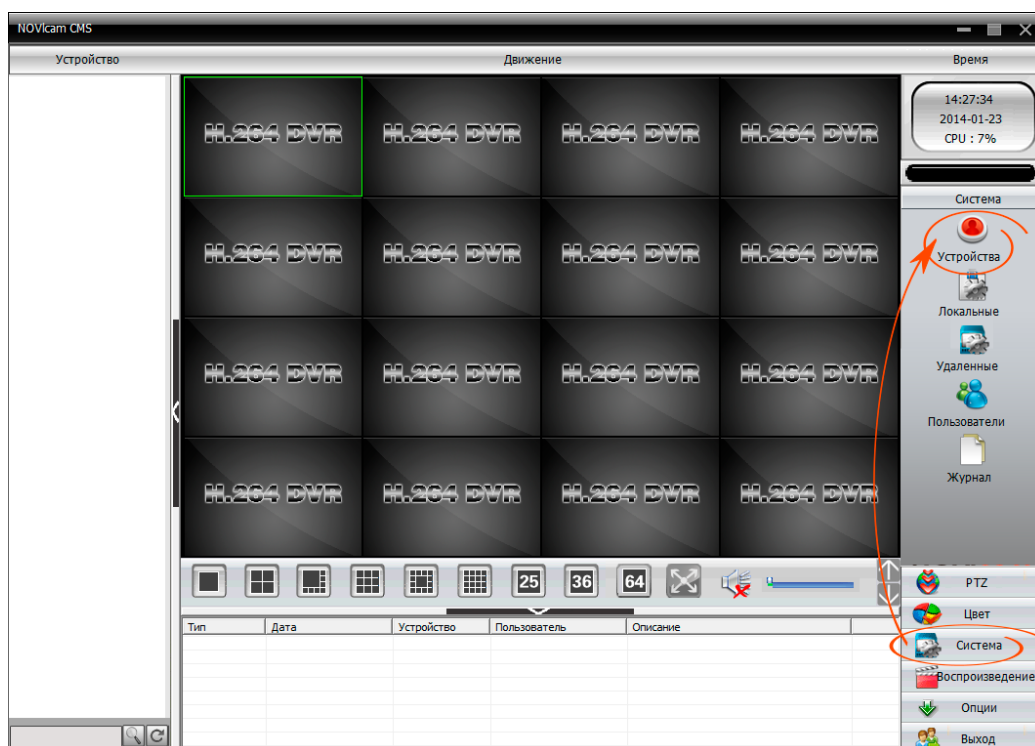 NOVIcam CMS
Устройство Движение Время
14:27:34
2014-01-23
CPU : 7%
H.264 DVR H.264 DVR H.264 DVR H.264 DVR
H.264 DVR H.264 DVR H.264 DVR H.264 DVR
H.264 DVR H.264 DVR H.264 DVR H.264 DVR
H.264 DVR H.264 DVR H.264 DVR H.264 DVR
Система
Устройства
Локальные
Удаленные
Пользователи
Журнал
25 36 64
PTZ
Цвет
Система
Воспроизведение
Опции
Выход
Тип Дата Устройство Пользователь Описание